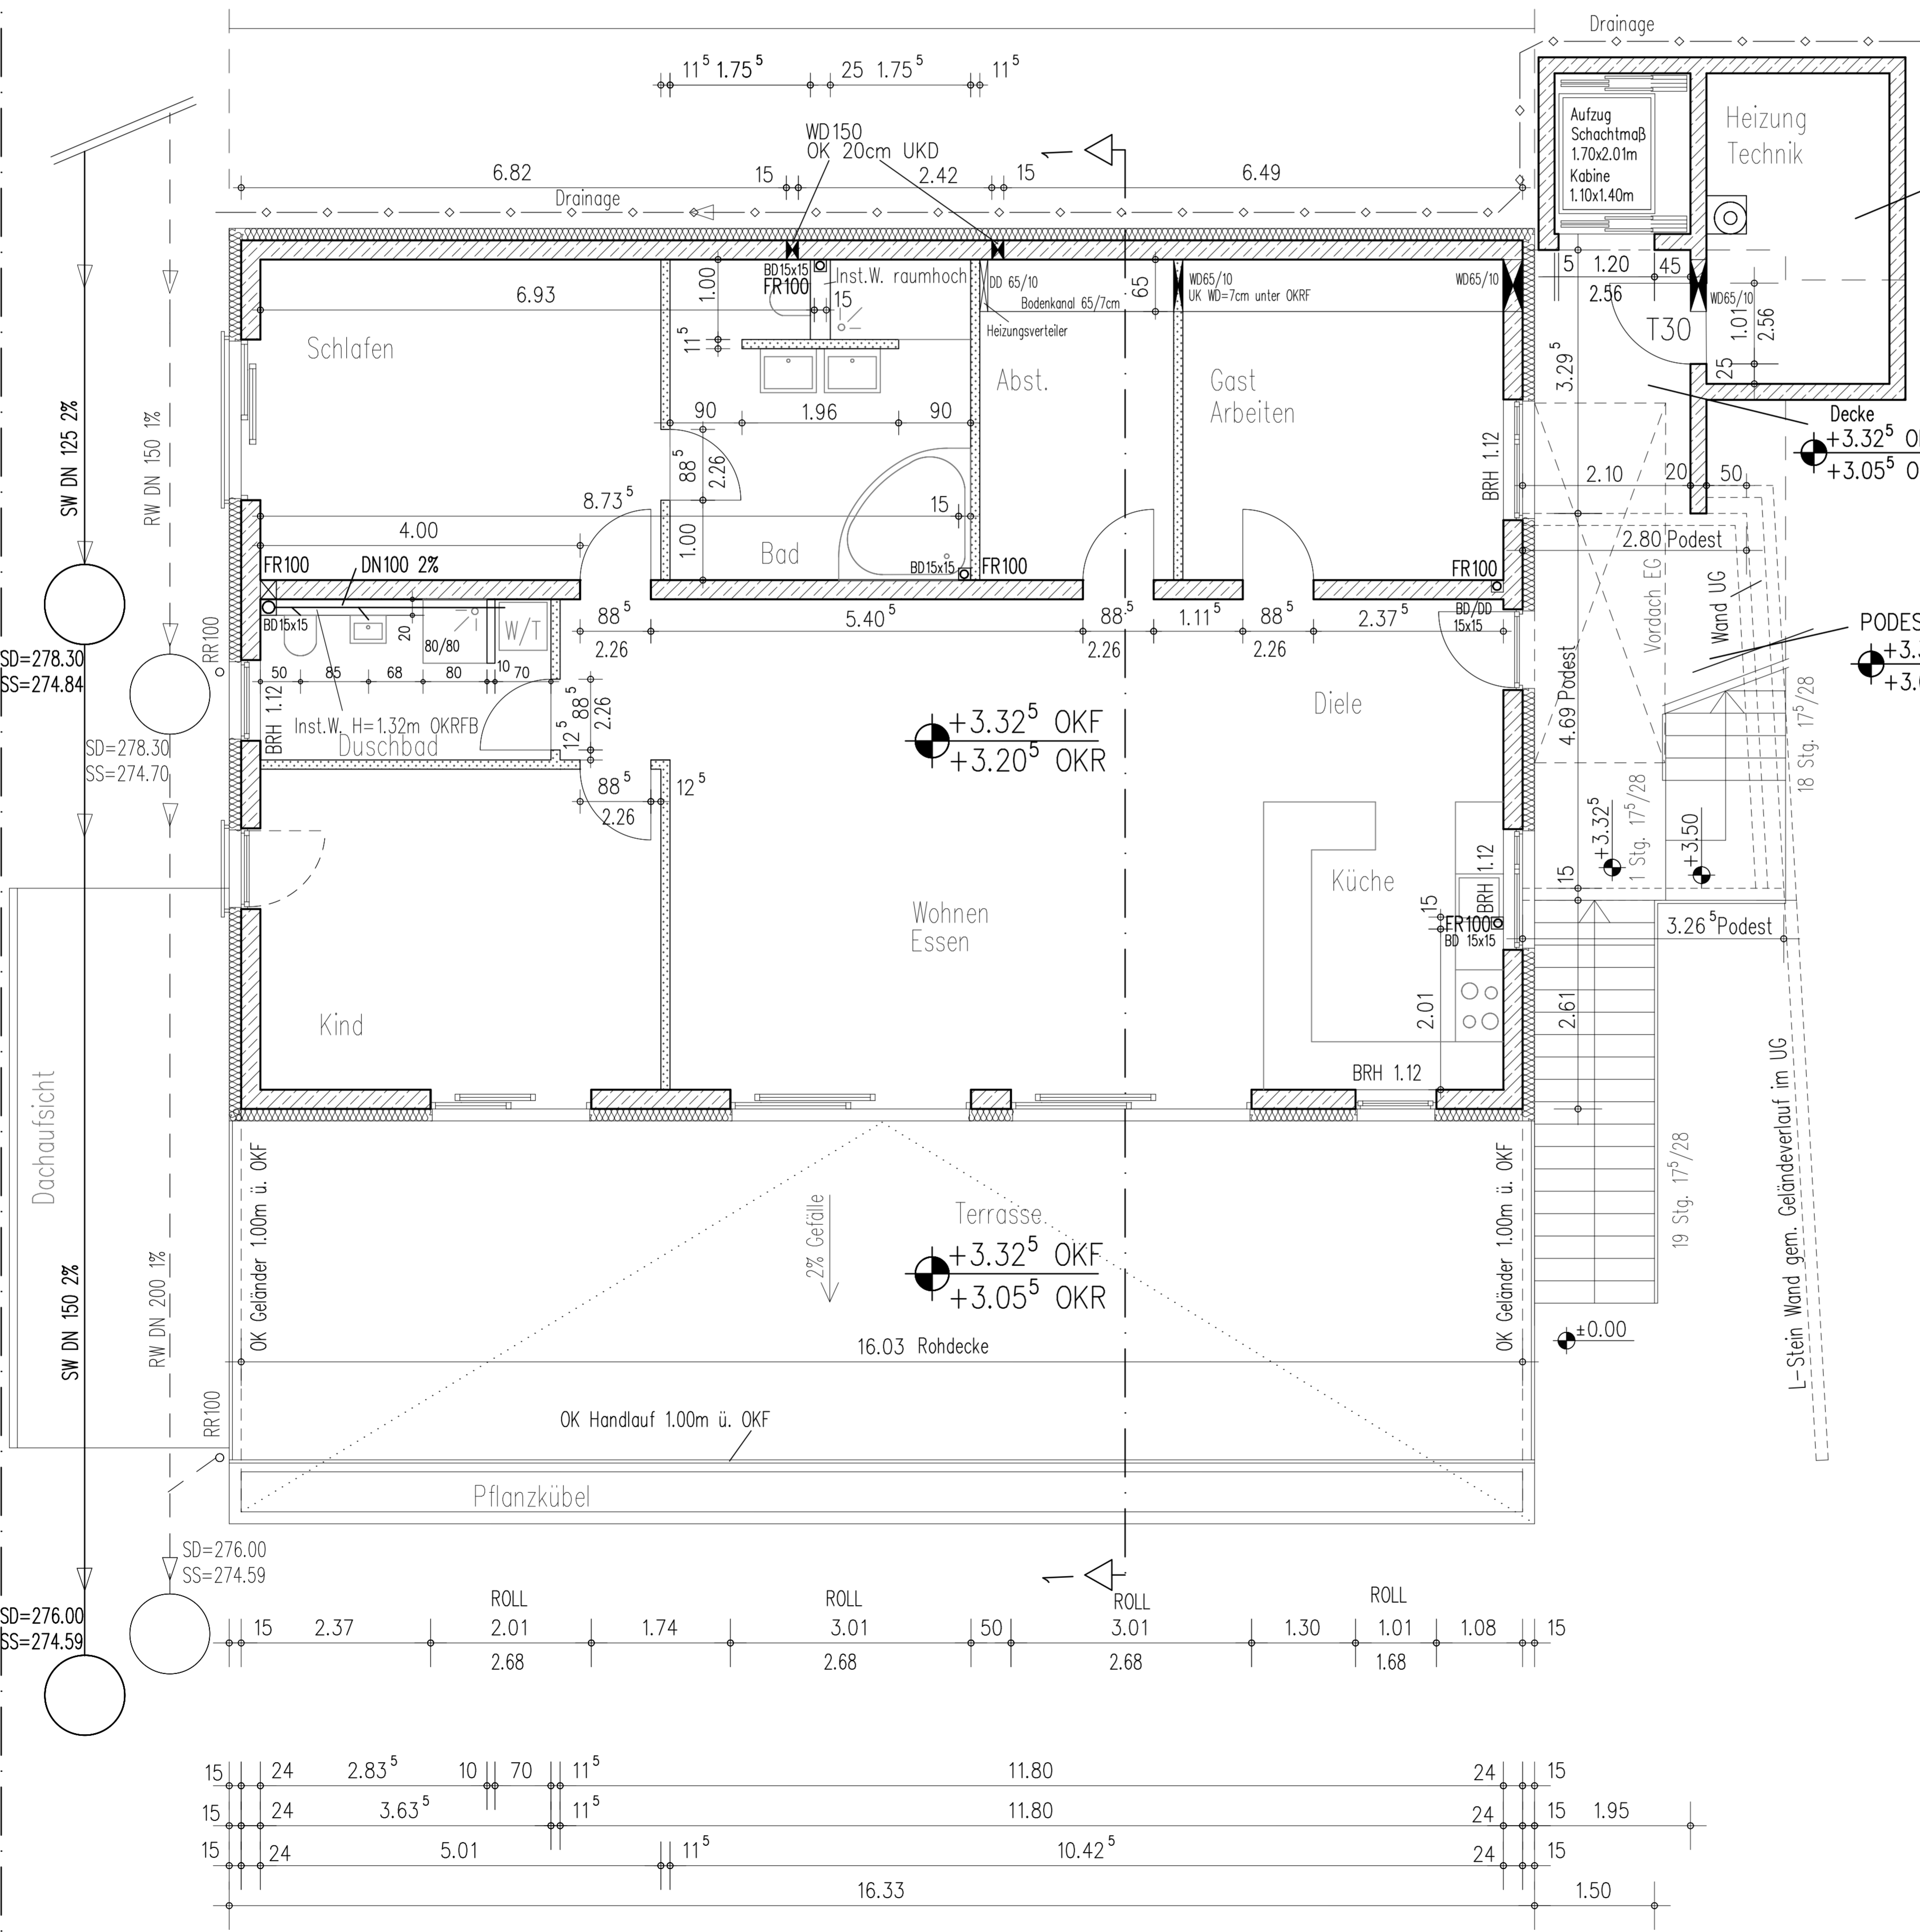 Drainage
11⁵ 1.75⁵ 25 1.75⁵ 11⁵
WD150
OK 20cm UKD
1
6.82 15 2.42 15 6.49
Drainage
Aufzug
Schachtmaß
1.70x2.01m
Kabine
1.10x1.40m
Heizung
Technik
BD15x15
FR100
Inst.W. raumhoch
1.00
15
6.93
11⁵
DD 65/10
Bodenkanal 65/7cm
Heizungsverteiler
65
WD65/10
UK WD=7cm unter OKRF
WD65/10
5 1.20 45
2.56
WD65/10
T30
1.01
2.56
25
3.29⁵
Schlafen
Abst.
Gast
Arbeiten
90 1.96 90
88⁵
2.26
1.00
8.73⁵
15
4.00
Bad
BD15x15
FR100
BRH 1.12
Decke
+3.32⁵
+3.05⁵
2.10 20 50
2.80 Podest
SW DN 125 2%
RW DN 150 1%
FR100
DN100 2%
BD15x15
20
80/80
W/T
50 85 68 80 10 70
BRH 1.12
Inst.W. H=1.32m OKRFB
Duschbad
88⁵
2.26
12⁵
88⁵
2.26
5.40⁵
88⁵
2.26
1.11⁵
88⁵
2.26
2.37⁵
FR100
BD/DD
15x15
Vordach EG
Wand UG
PODES
+3.
+3.
4.69 Podest
18 Stg. 17⁵/28
SD=278.30
SS=274.84
RR100
SD=278.30
SS=274.70
Diele
+3.32⁵ OKF
+3.20⁵ OKR
88⁵
2.26
12⁵
+3.32⁵
1 Stg. 17⁵/28
+3.50
15
Küche
BRH 1.12
15
FR100
BD 15x15
3.26⁵ Podest
Wohnen
Essen
Kind
2.01
2.61
BRH 1.12
Dachaufsicht
OK Geländer 1.00m ü. OKF
2% Gefälle
Terrasse
+3.32⁵ OKF
+3.05⁵ OKR
OK Geländer 1.00m ü. OKF
19 Stg. 17⁵/28
L-Stein Wand gem. Geländeverlauf im UG
±0.00
SW DN 150 2%
RW DN 200 1%
16.03 Rohdecke
RR100
OK Handlauf 1.00m ü. OKF
Pflanzkübel
SD=276.00
SS=274.59
1
SD=276.00
SS=274.59
ROLL ROLL ROLL ROLL
15 2.37 2.01 1.74 3.01 50 3.01 1.30 1.01 1.08 15
2.68 2.68 2.68 1.68
15 24 2.83⁵ 10 70 11⁵ 11.80 24 15
15 24 3.63⁵ 11⁵ 11.80 24 15 1.95
15 24 5.01 11⁵ 10.42⁵ 24 15
16.33 1.50